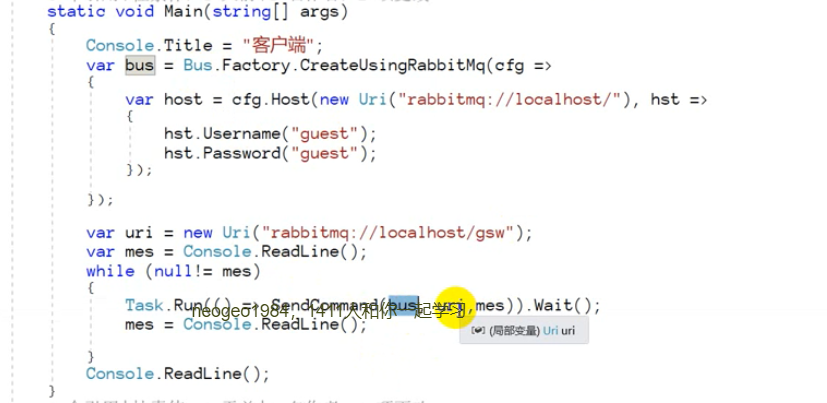 static void Main(string[] args)
{
Console.Title = "客户端";
var bus = Bus.Factory.CreateUsingRabbitMq(cfg =>
{
var host = cfg.Host(new Uri("rabbitmq://localhost/"), hst =>
{
hst.Username("guest");
hst.Password("guest");
});
});
var uri = new Uri("rabbitmq://localhost/gsw");
var mes = Console.ReadLine();
while (null!= mes)
{
Task.Run(() => SendCommand(bus, uri,mes)).Wait();
neogeo1984，1411人和你一起学习
mes = Console.ReadLine();
(局部变量) Uri uri
}
Console.ReadLine();
}